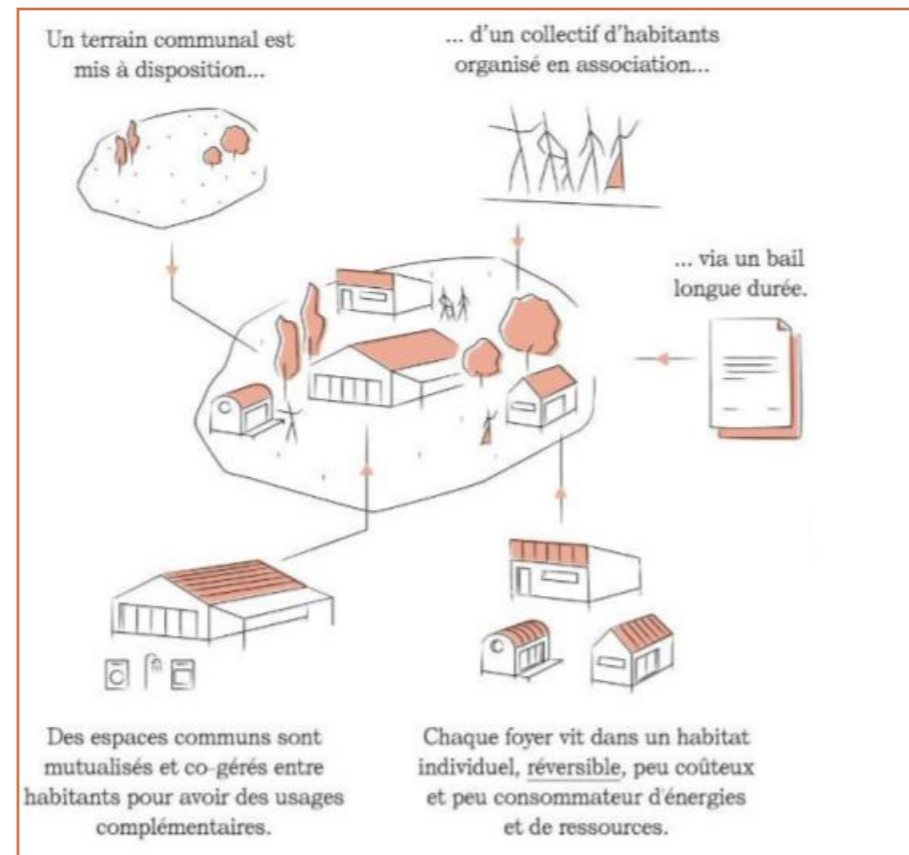 Un terrain communal est
mis à disposition...
... d'un collectif d'habitants
organisé en association...
... via un bail
longue durée.
Des espaces communs sont
mutualisés et co-gérés entre
habitants pour avoir des usages
complémentaires.
Chaque foyer vit dans un habitat
individuel, réversible, peu coûteux
et peu consommateur d'énergies
et de ressources.